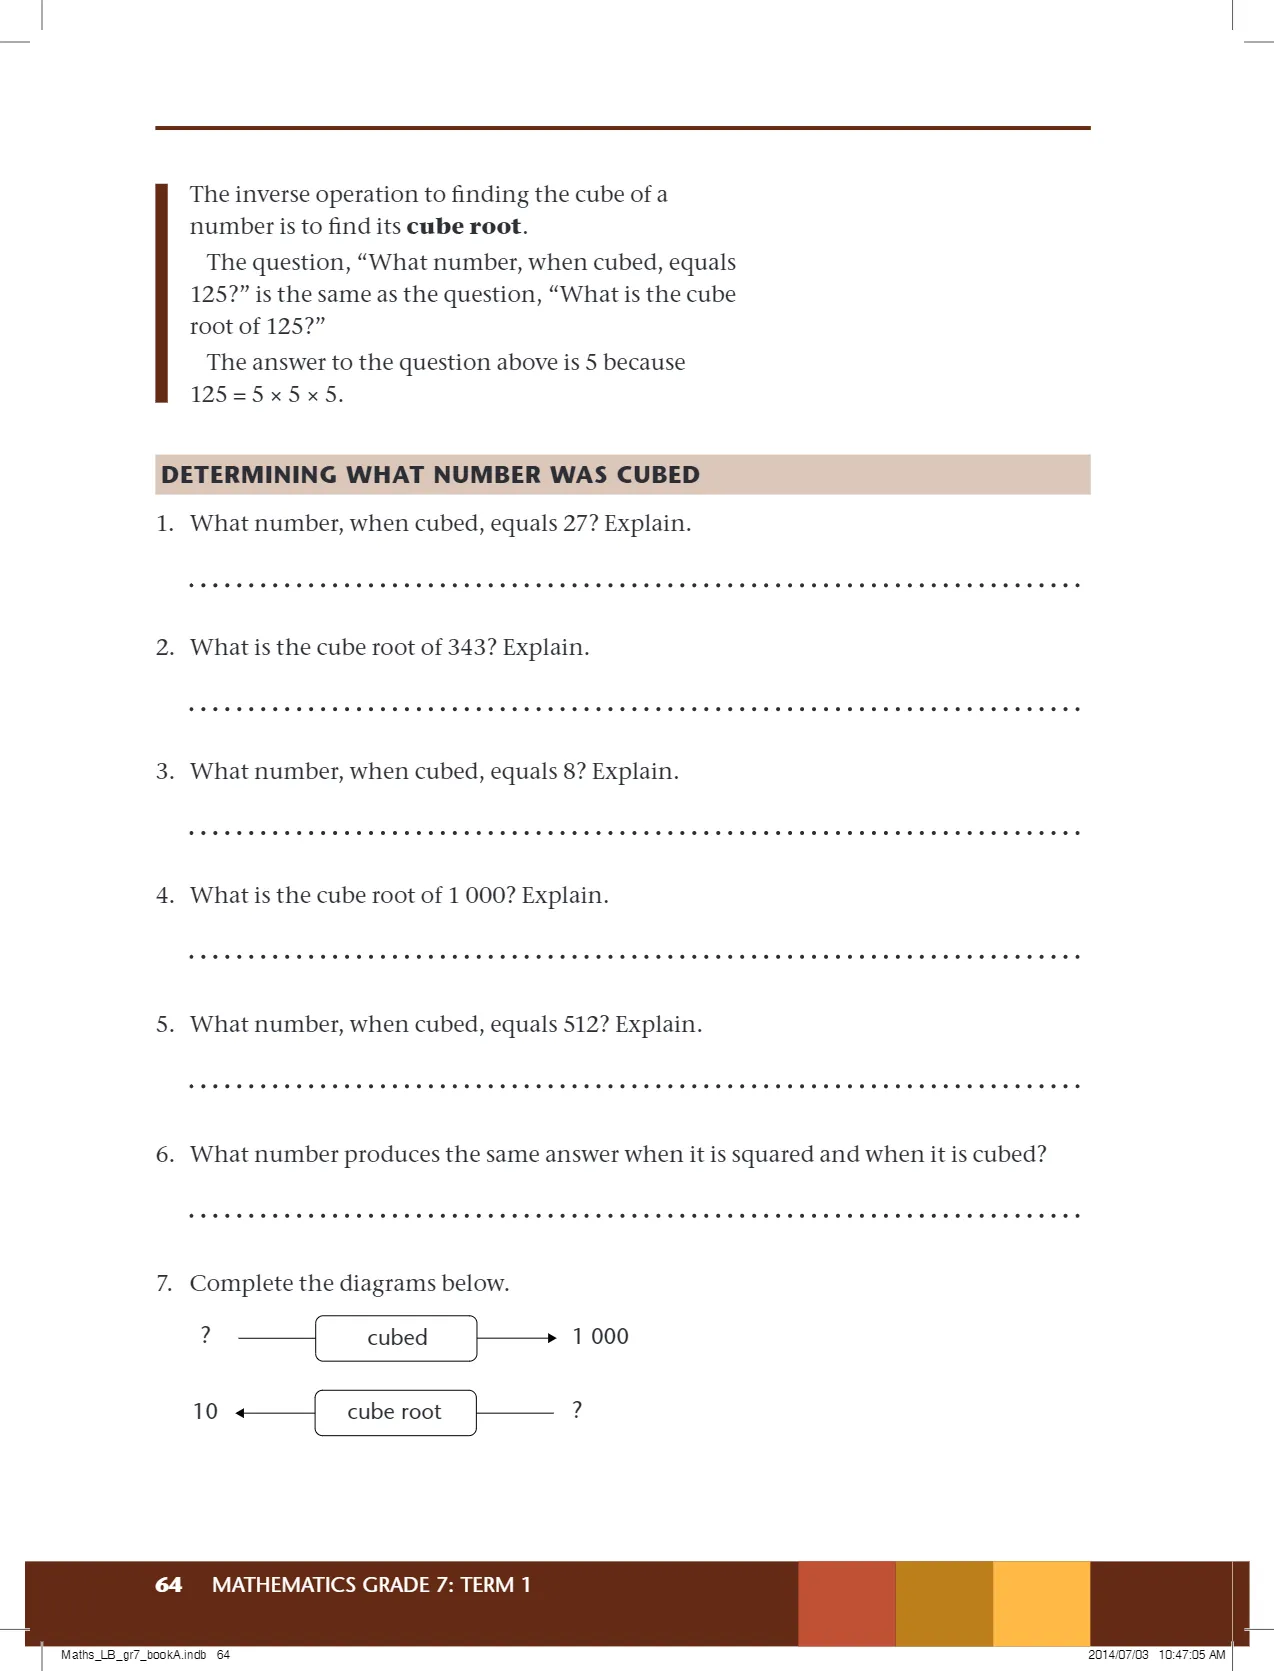 The inverse operation to finding the cube of a
number is to find its cube root.
The question, “What number, when cubed, equals
125?” is the same as the question, “What is the cube
root of 125?”
The answer to the question above is 5 because
125 = 5 × 5 × 5.
DETERMINING WHAT NUMBER WAS CUBED
1. What number, when cubed, equals 27? Explain.
2. What is the cube root of 343? Explain.
3. What number, when cubed, equals 8? Explain.
4. What is the cube root of 1 000? Explain.
5. What number, when cubed, equals 512? Explain.
6. What number produces the same answer when it is squared and when it is cubed?
7. Complete the diagrams below.
? cubed 1 000
10 cube root ?
64 MATHEMATICS GRADE 7: TERM 1
Maths_LB_gr7_bookA.indb 64 2014/07/03 10:47:05 AM